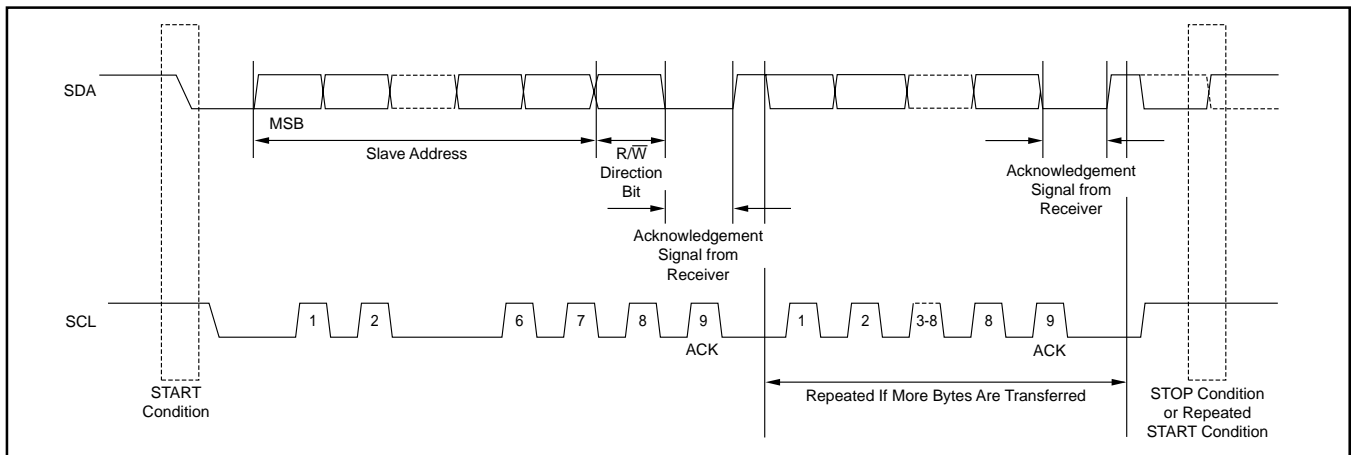 SDA
MSB
Slave Address
R/W̅
Direction
Bit
Acknowledgement
Signal from
Receiver
Acknowledgement
Signal from
Receiver
SCL
1
2
6
7
8
9
ACK
1
2
3-8
8
9
ACK
START
Condition
Repeated If More Bytes Are Transferred
STOP Condition
or Repeated
START Condition